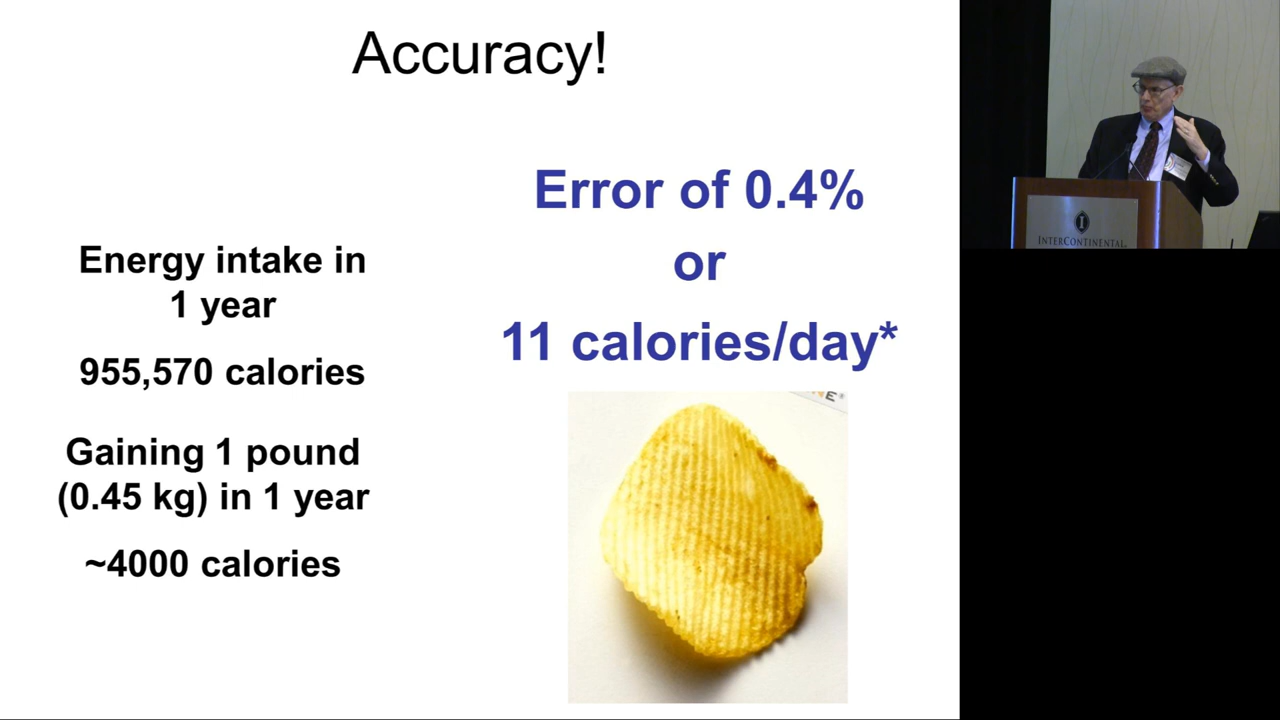 Accuracy!
Energy intake in
1 year
955,570 calories
Gaining 1 pound
(0.45 kg) in 1 year
~4000 calories
Error of 0.4%
or
11 calories/day*
INTERCONTINENTAL